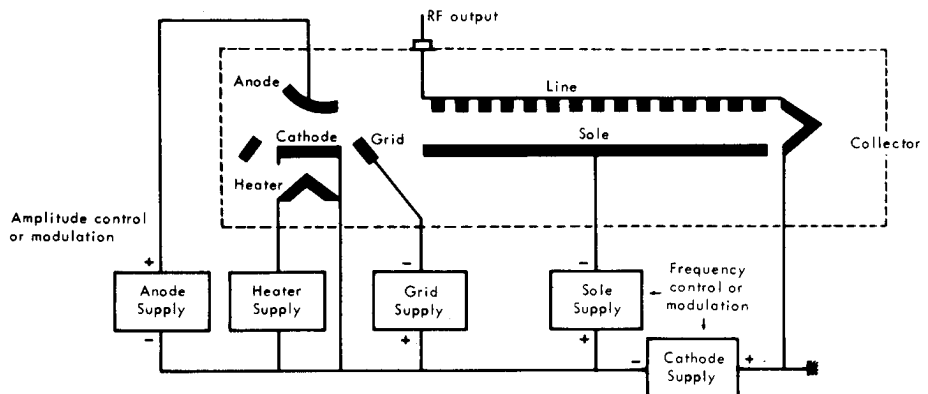 RF output
Anode
Line
Cathode
Grid
Sole
Collector
Heater
Amplitude control
or modulation
+
-
-
Frequency
control or
modulation
Anode
Supply
Heater
Supply
Grid
Supply
Sole
Supply
-
+
+
-
+
Cathode
Supply